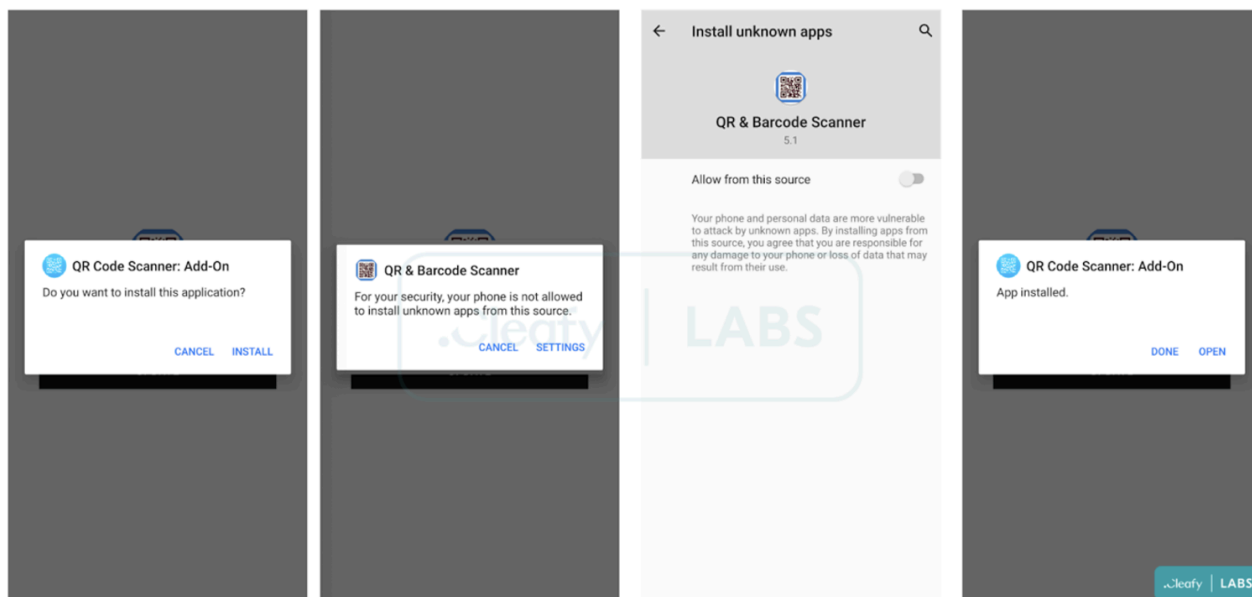 QR Code Scanner: Add-On
Do you want to install this application?
CANCEL INSTALL
QR & Barcode Scanner
For your security, your phone is not allowed
to install unknown apps from this source.
CANCEL SETTINGS
Install unknown apps
QR & Barcode Scanner
5.1
Allow from this source
Your phone and personal data are more vulnerable
to attack by unknown apps. By installing apps from
this source, you agree that you are responsible for
any damage to your phone or loss of data that may
result from their use.
QR Code Scanner: Add-On
App installed.
DONE OPEN
.Cleafy | LABS
.Cleafy | LABS